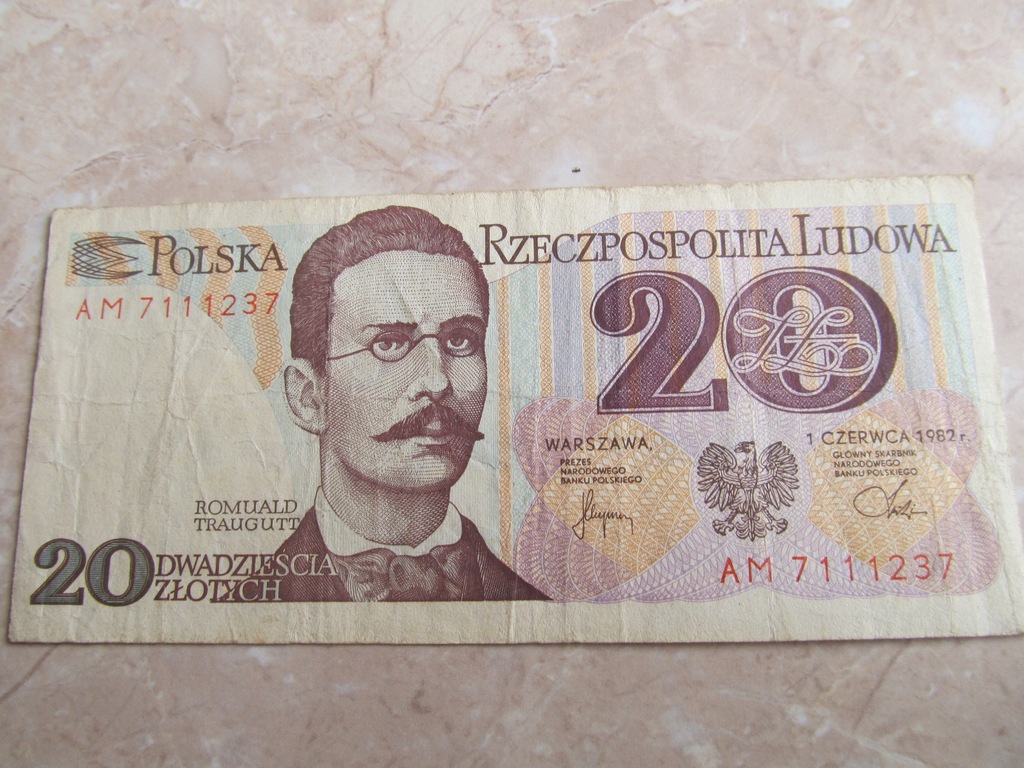 POLSKA RZECZPOSPOLITA LUDOWA
AM 7111237
20
ZŁ
WARSZAWA, 1 CZERWCA 1982 r.
PREZES
NARODOWEGO
BANKU POLSKIEGO
GŁÓWNY SKARBNIK
NARODOWEGO
BANKU POLSKIEGO
ROMUALD
TRAUGUTT
20 DWADZIEŚCIA
ZŁOTYCH
AM 7111237